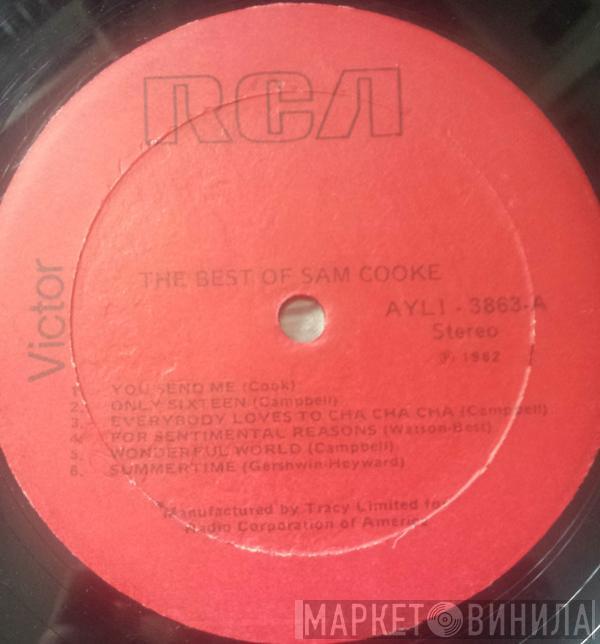 RCA
Victor
THE BEST OF SAM COOKE
AYL1 - 3863-A
Stereo
℗ 1962
1. YOU SEND ME (Cook)
2. ONLY SIXTEEN (Campbell)
3. EVERYBODY LOVES TO CHA CHA CHA (Campbell)
4. FOR SENTIMENTAL REASONS (Watson-Best)
5. WONDERFUL WORLD (Campbell)
6. SUMMERTIME (Gershwin-Heyward)
Manufactured by Tracy Limited for
Radio Corporation of America
МАРКЕТ ВИНИЛА